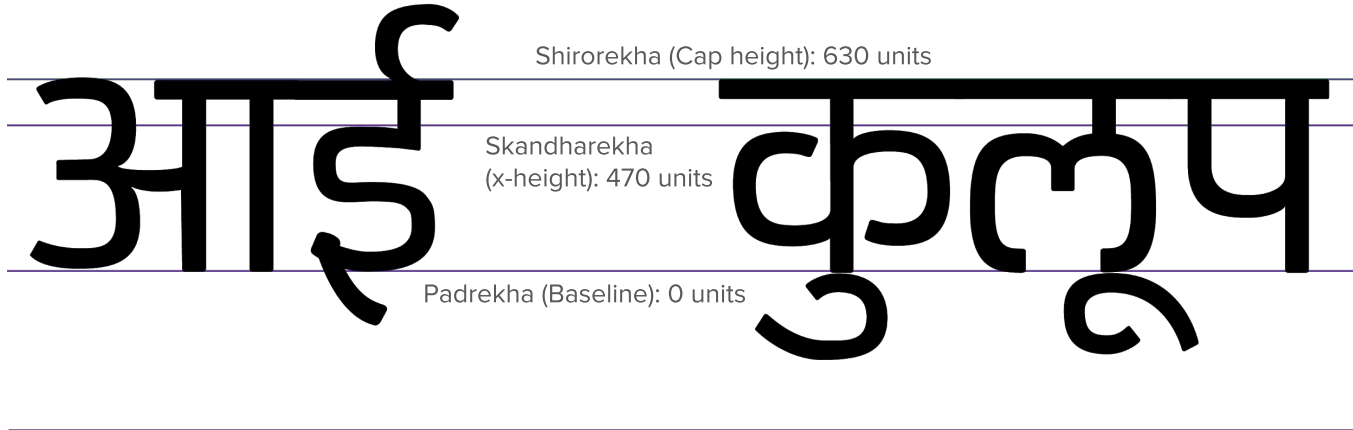 आई कुलूप
Shirorekha (Cap height): 630 units
Skandharekha
(x-height): 470 units
Padrekha (Baseline): 0 units